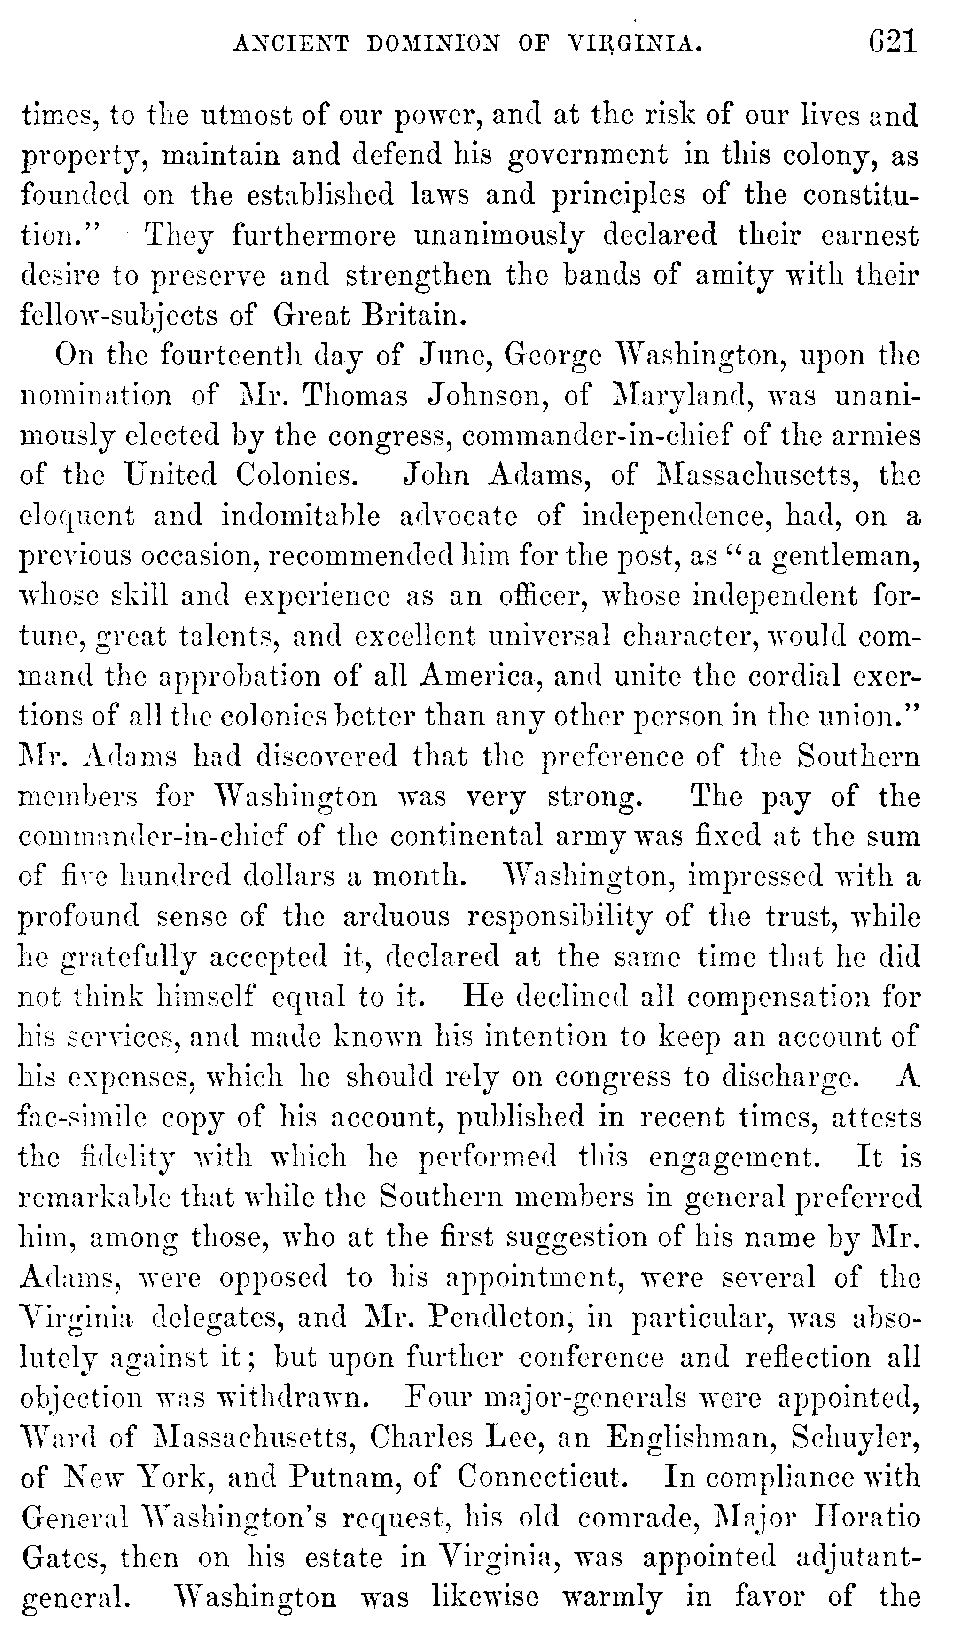 ANCIENT DOMINION OF VIRGINIA. 621
times, to the utmost of our power, and at the risk of our lives and
property, maintain and defend his government in this colony, as
founded on the established laws and principles of the constitu-
tion." They furthermore unanimously declared their earnest
desire to preserve and strengthen the bands of amity with their
fellow-subjects of Great Britain.
On the fourteenth day of June, George Washington, upon the
nomination of Mr. Thomas Johnson, of Maryland, was unani-
mously elected by the congress, commander-in-chief of the armies
of the United Colonies. John Adams, of Massachusetts, the
eloquent and indomitable advocate of independence, had, on a
previous occasion, recommended him for the post, as "a gentleman,
whose skill and experience as an officer, whose independent for-
tune, great talents, and excellent universal character, would com-
mand the approbation of all America, and unite the cordial exer-
tions of all the colonies better than any other person in the union."
Mr. Adams had discovered that the preference of the Southern
members for Washington was very strong. The pay of the
commander-in-chief of the continental army was fixed at the sum
of five hundred dollars a month. Washington, impressed with a
profound sense of the arduous responsibility of the trust, while
he gratefully accepted it, declared at the same time that he did
not think himself equal to it. He declined all compensation for
his services, and made known his intention to keep an account of
his expenses, which he should rely on congress to discharge. A
fac-simile copy of his account, published in recent times, attests
the fidelity with which he performed this engagement. It is
remarkable that while the Southern members in general preferred
him, among those, who at the first suggestion of his name by Mr.
Adams, were opposed to his appointment, were several of the
Virginia delegates, and Mr. Pendleton, in particular, was abso-
lutely against it; but upon further conference and reflection all
objection was withdrawn. Four major-generals were appointed,
Ward of Massachusetts, Charles Lee, an Englishman, Schuyler,
of New York, and Putnam, of Connecticut. In compliance with
General Washington's request, his old comrade, Major Horatio
Gates, then on his estate in Virginia, was appointed adjutant-
general. Washington was likewise warmly in favor of the